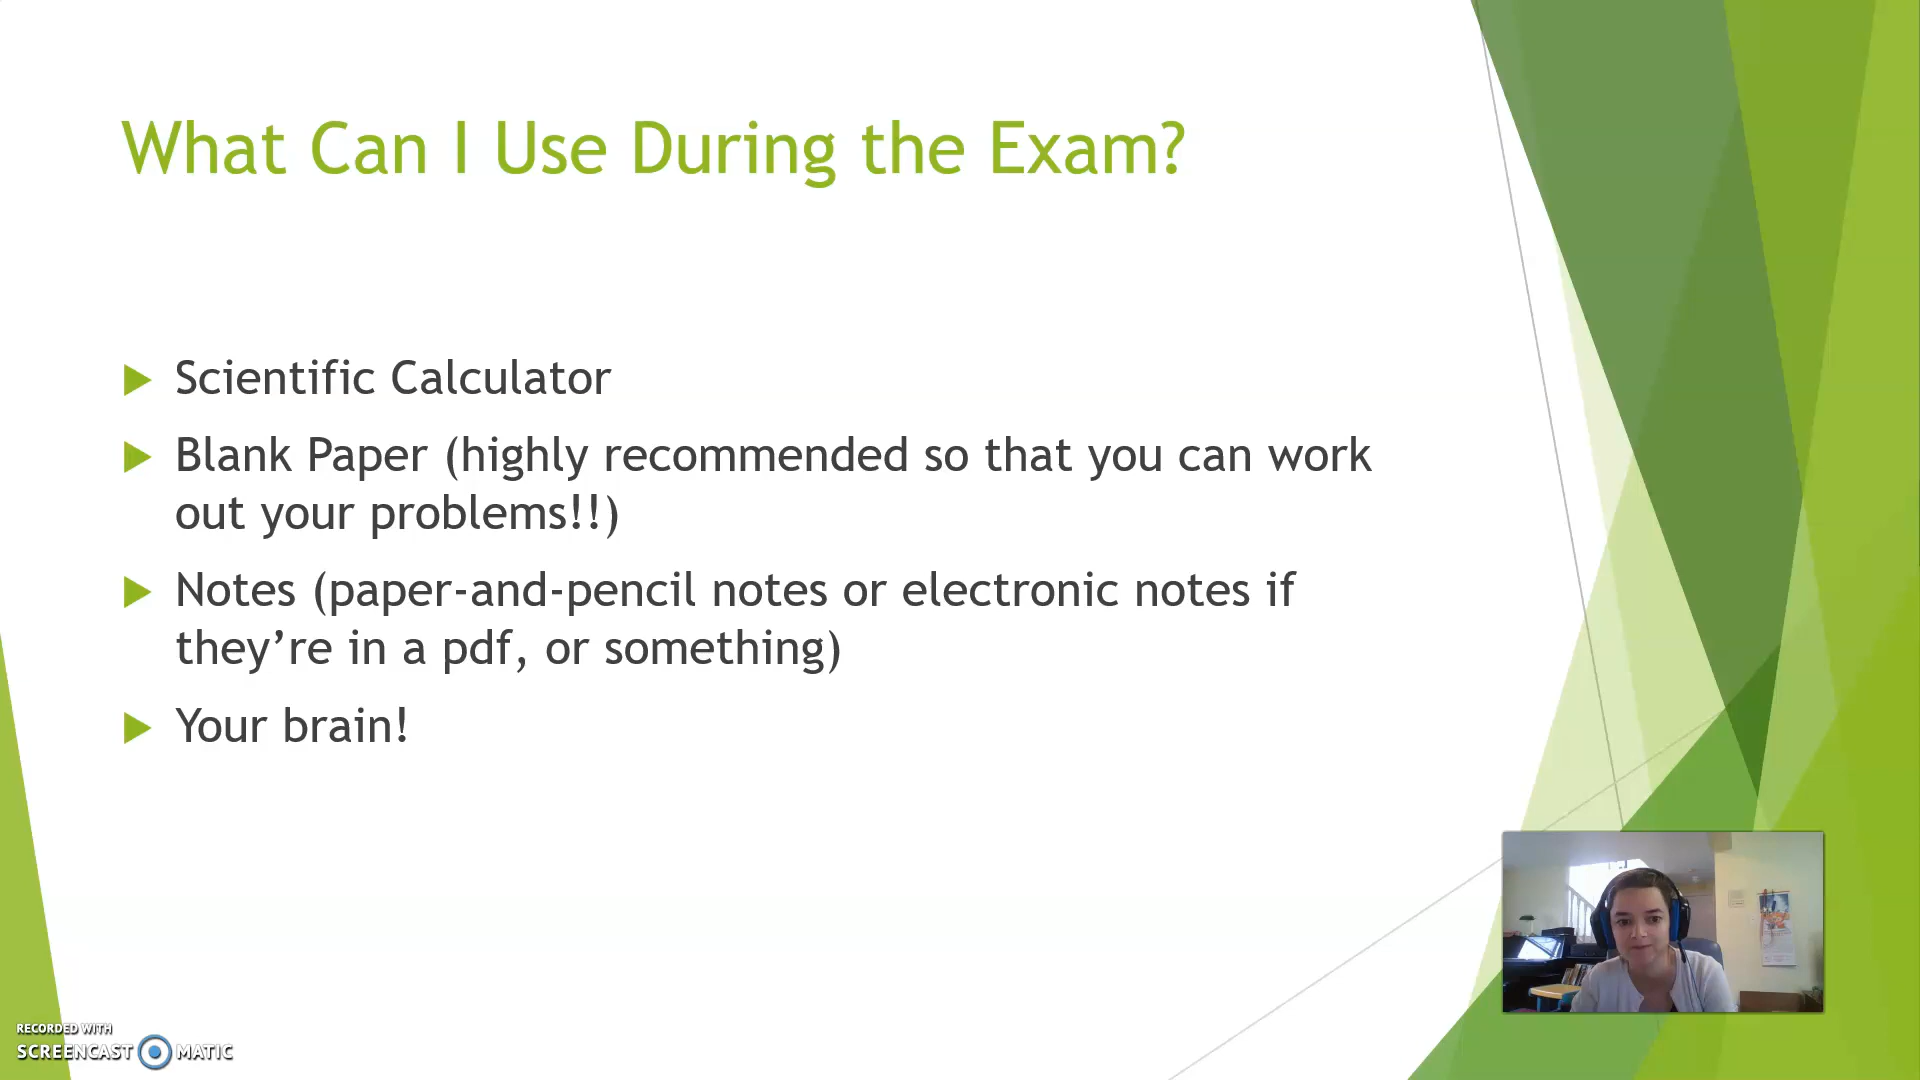 What Can I Use During the Exam?
Scientific Calculator
Blank Paper (highly recommended so that you can work
out your problems!!)
Notes (paper-and-pencil notes or electronic notes if
they’re in a pdf, or something)
Your brain!
RECORDED WITH
SCREENCAST MATIC